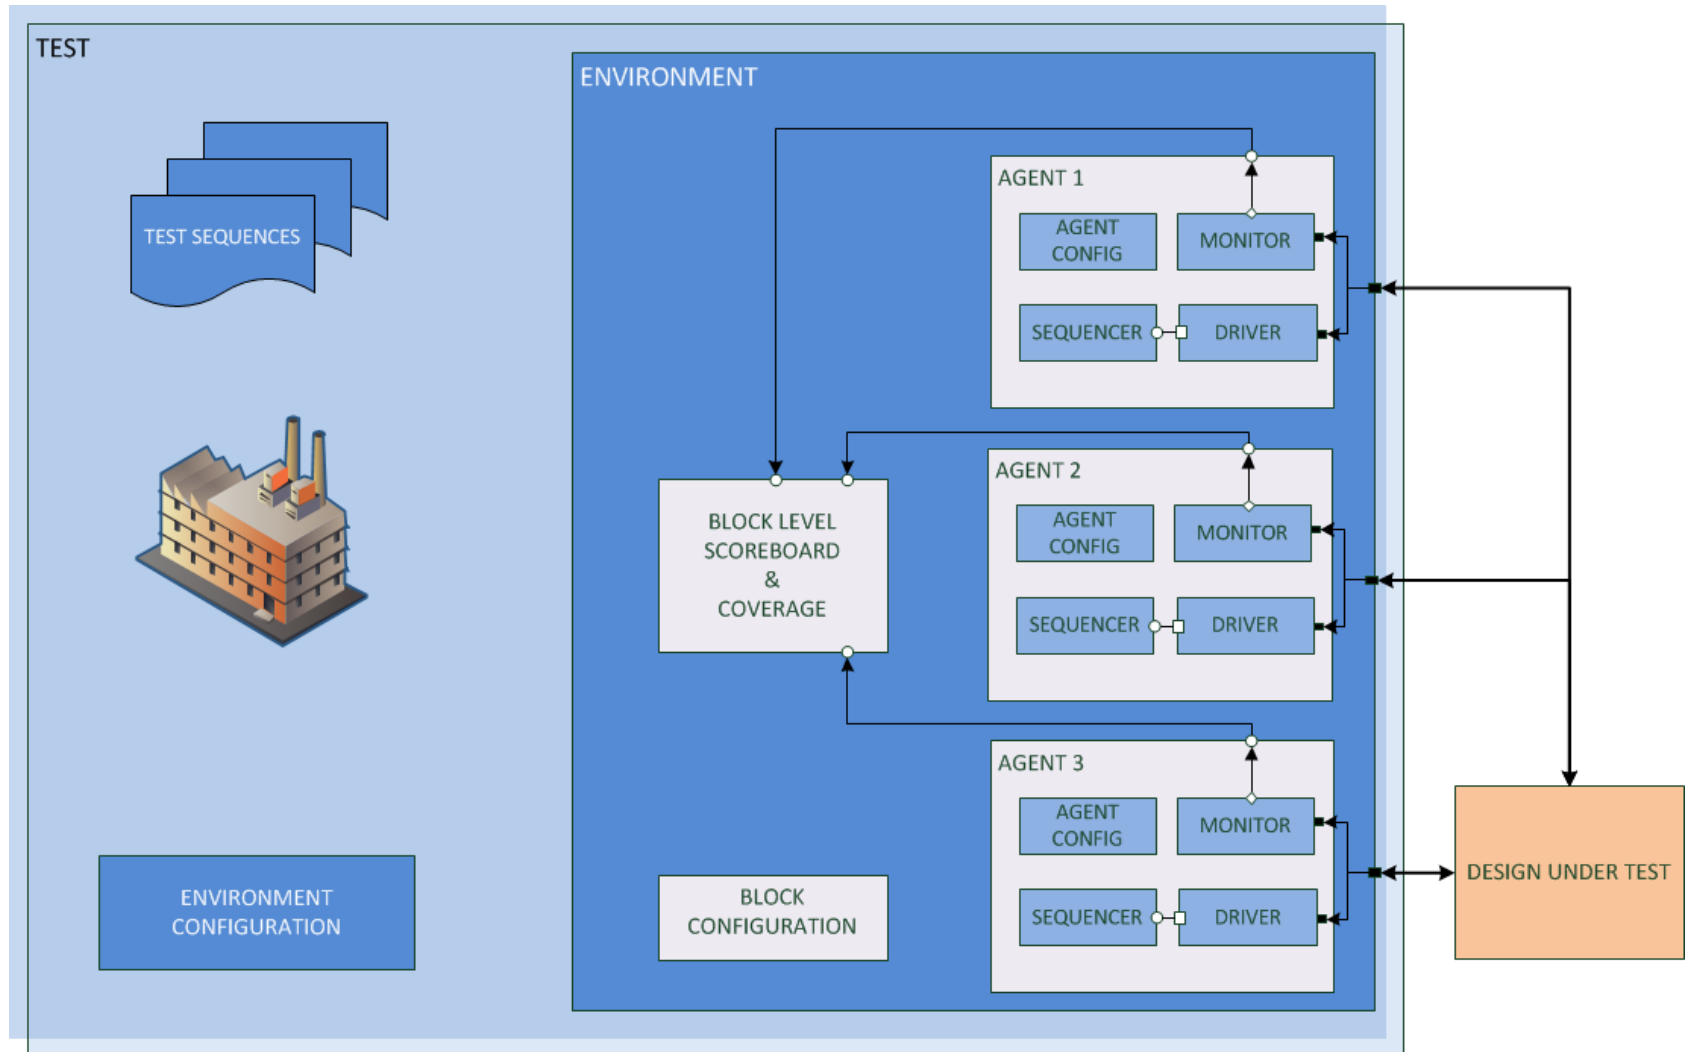 TEST
ENVIRONMENT
TEST SEQUENCES
AGENT 1
AGENT
CONFIG
MONITOR
SEQUENCER
DRIVER
BLOCK LEVEL
SCOREBOARD
&
COVERAGE
AGENT 2
AGENT
CONFIG
MONITOR
SEQUENCER
DRIVER
AGENT 3
AGENT
CONFIG
MONITOR
SEQUENCER
DRIVER
ENVIRONMENT
CONFIGURATION
BLOCK
CONFIGURATION
DESIGN UNDER TEST